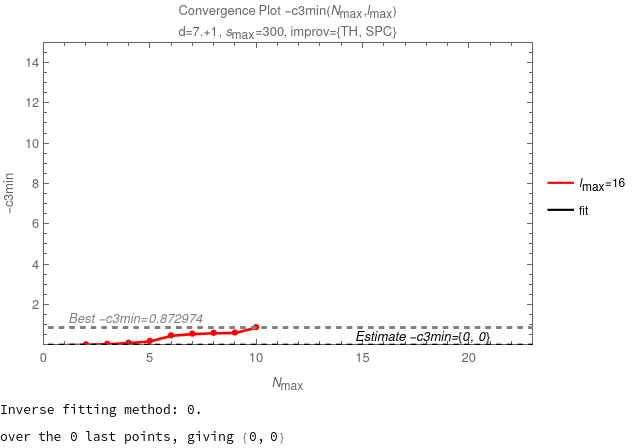 Convergence Plot -c3min(Nmax,lmax)
d=7.+1, smax=300, improv={TH, SPC}
14
12
10
8
6
4
2
-c3min
lmax=16
fit
Best -c3min=0.872974
Estimate -c3min={0, 0}
0
5
10
15
20
Nmax
Inverse fitting method: 0.
over the 0 last points, giving {0, 0}